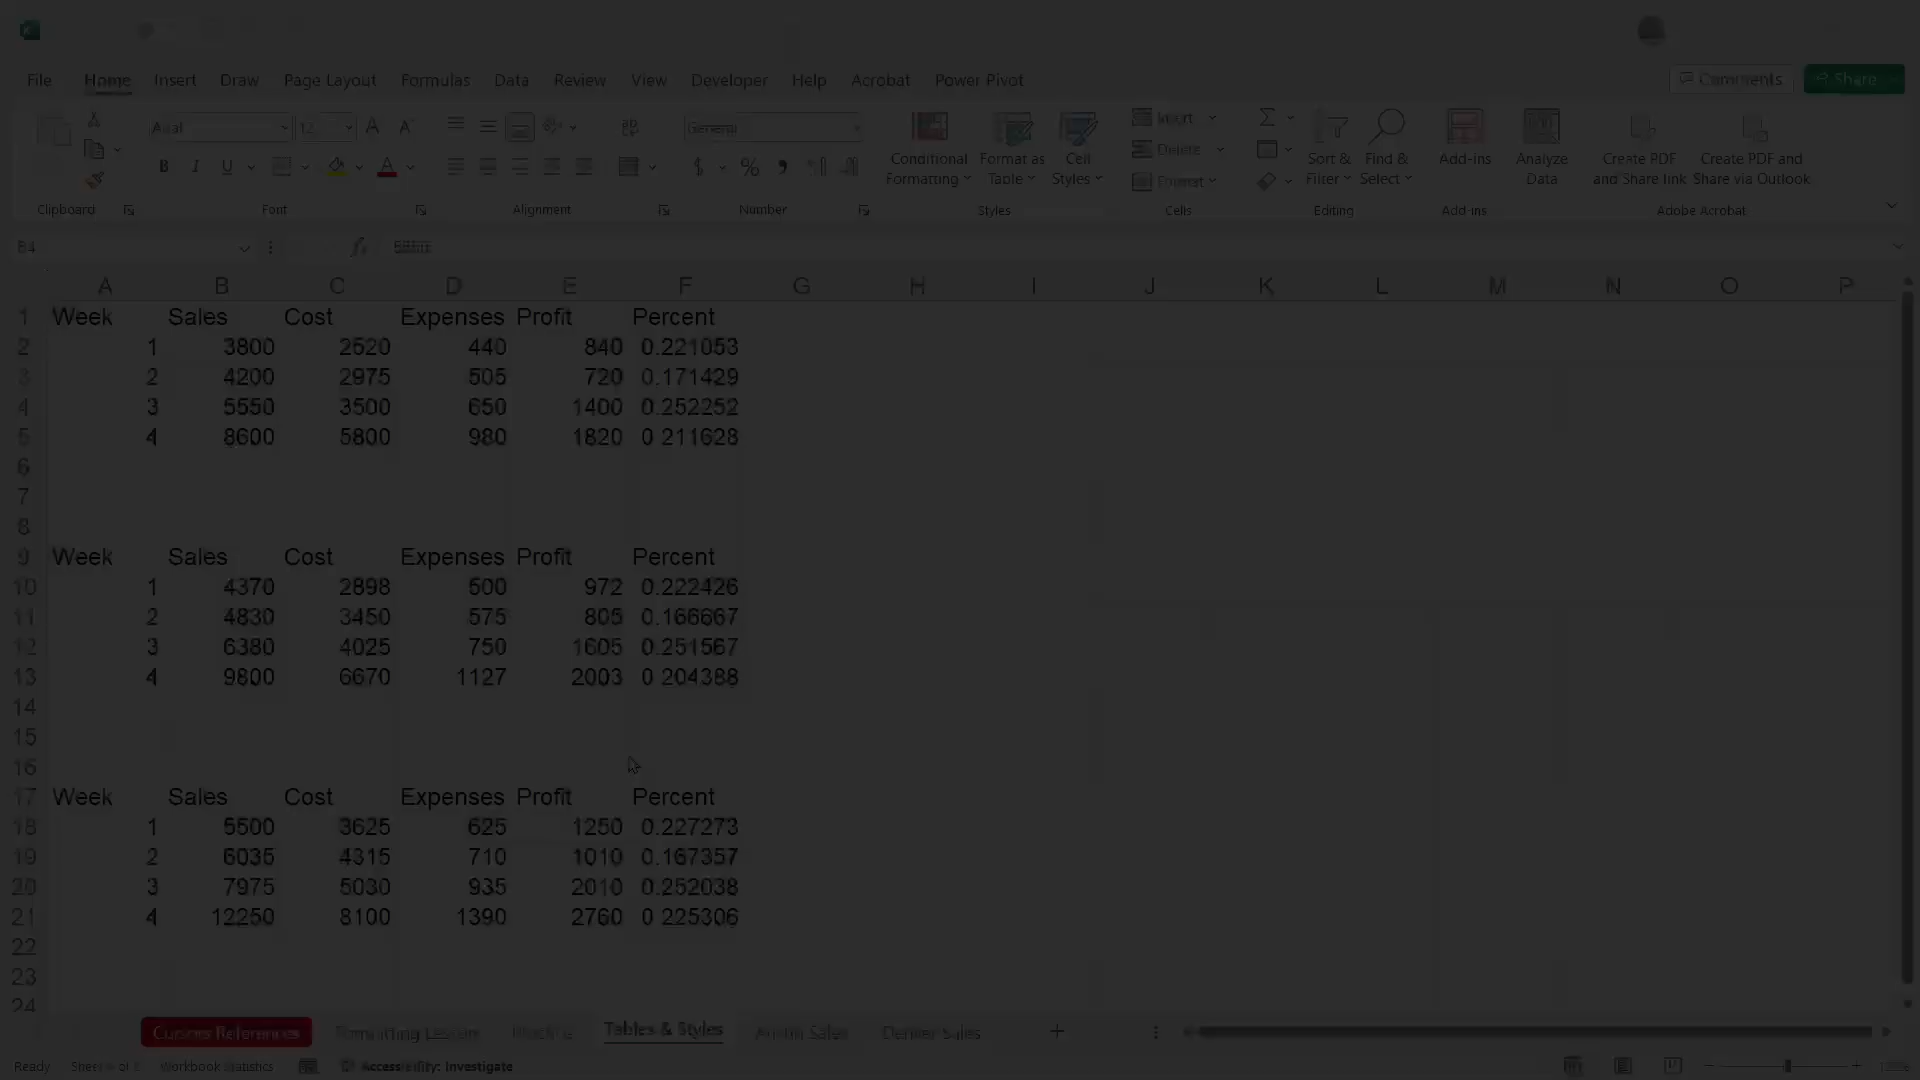 File Home Insert Draw Page Layout Formulas Data Review View Developer Help Acrobat Power Pivot Comments Share
Arial 12 General
Insert
Delete
Format
Conditional Formatting
Format as Table
Cell Styles
Sort & Filter
Find & Select
Add-ins
Analyze Data
Create PDF and Share link
Create PDF and Share via Outlook
Clipboard Font Alignment Number Styles Cells Editing Add-ins Adobe Acrobat
B4 fx
A B C D E F G H I J K L M N O P
1 Week Sales Cost Expenses Profit Percent
2 1 3800 2520 440 840 0.221053
3 2 4200 2975 505 720 0.171429
4 3 5550 3500 650 1400 0.252252
5 4 8600 5800 980 1820 0.211628
6
7
8
9 Week Sales Cost Expenses Profit Percent
10 1 4370 2898 500 972 0.222426
11 2 4830 3450 575 805 0.166667
12 3 6380 4025 750 1605 0.251567
13 4 9800 6670 1127 2003 0.204388
14
15
16
17 Week Sales Cost Expenses Profit Percent
18 1 5500 3625 625 1250 0.227273
19 2 6035 4315 710 1010 0.167357
20 3 7975 5030 935 2010 0.252038
21 4 12250 8100 1390 2760 0.225306
22
23
24
References Formatting Lesson Tables & Styles Austin Sales Denver Sales
Ready Workbook Statistics Accessibility: Investigate